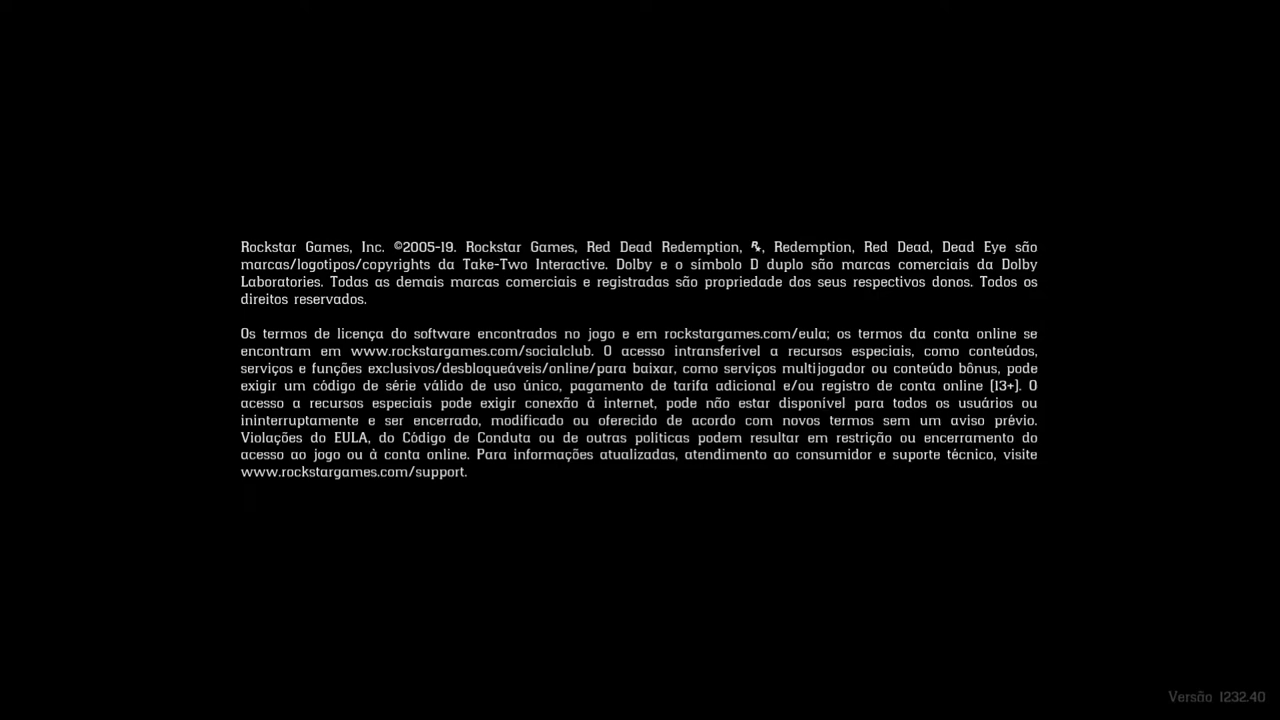 Rockstar Games, Inc. ©2005-19. Rockstar Games, Red Dead Redemption, R★, Redemption, Red Dead, Dead Eye são
marcas/logotipos/copyrights da Take-Two Interactive. Dolby e o símbolo D duplo são marcas comerciais da Dolby
Laboratories. Todas as demais marcas comerciais e registradas são propriedade dos seus respectivos donos. Todos os
direitos reservados.
Os termos de licença do software encontrados no jogo e em rockstargames.com/eula; os termos da conta online se
encontram em www.rockstargames.com/socialclub. O acesso intransferível a recursos especiais, como conteúdos,
serviços e funções exclusivos/desbloqueáveis/online/para baixar, como serviços multijogador ou conteúdo bônus, pode
exigir um código de série válido de uso único, pagamento de tarifa adicional e/ou registro de conta online (13+). O
acesso a recursos especiais pode exigir conexão à internet, pode não estar disponível para todos os usuários ou
ininterruptamente e ser encerrado, modificado ou oferecido de acordo com novos termos sem um aviso prévio.
Violações do EULA, do Código de Conduta ou de outras políticas podem resultar em restrição ou encerramento do
acesso ao jogo ou à conta online. Para informações atualizadas, atendimento ao consumidor e suporte técnico, visite
www.rockstargames.com/support.
Versão 1232.40